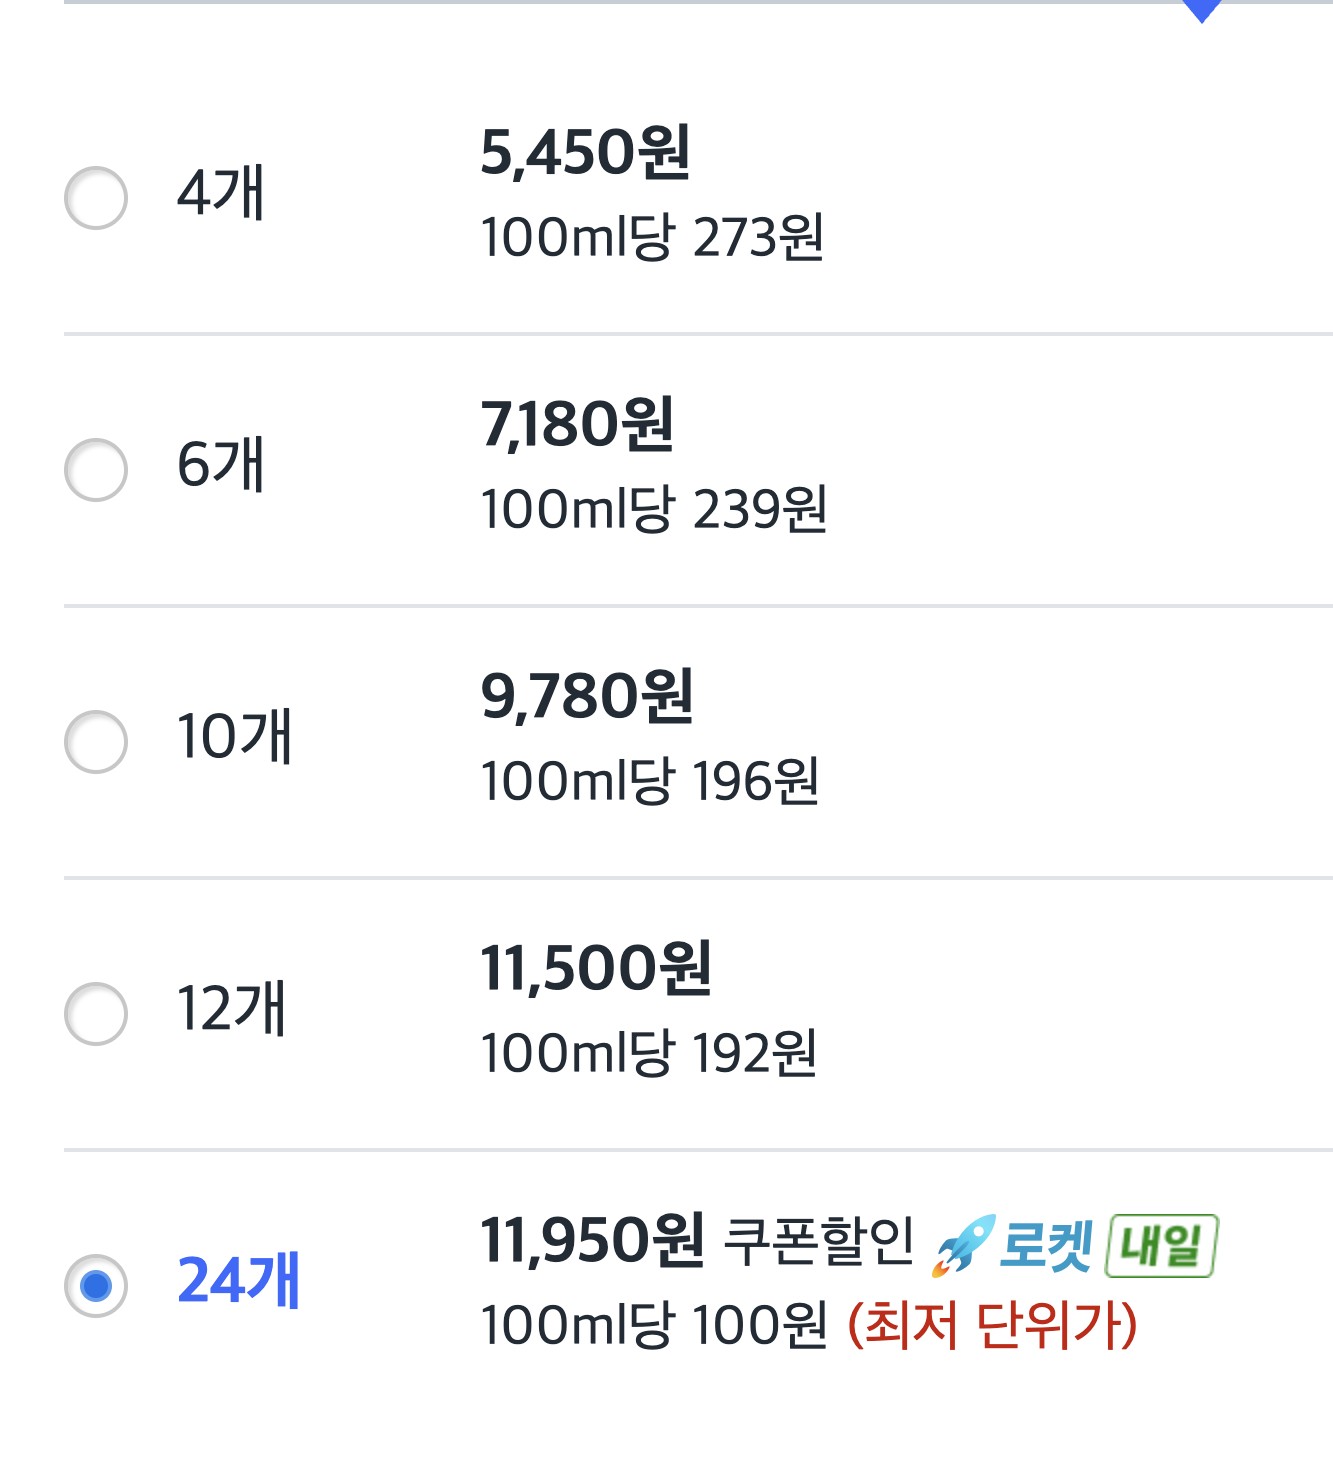 4개
5,450원
100ml당 273원
6개
7,180원
100ml당 239원
10개
9,780원
100ml당 196원
12개
11,500원
100ml당 192원
24개
11,950원 쿠폰할인 로켓 내일
100ml당 100원 (최저 단위가)